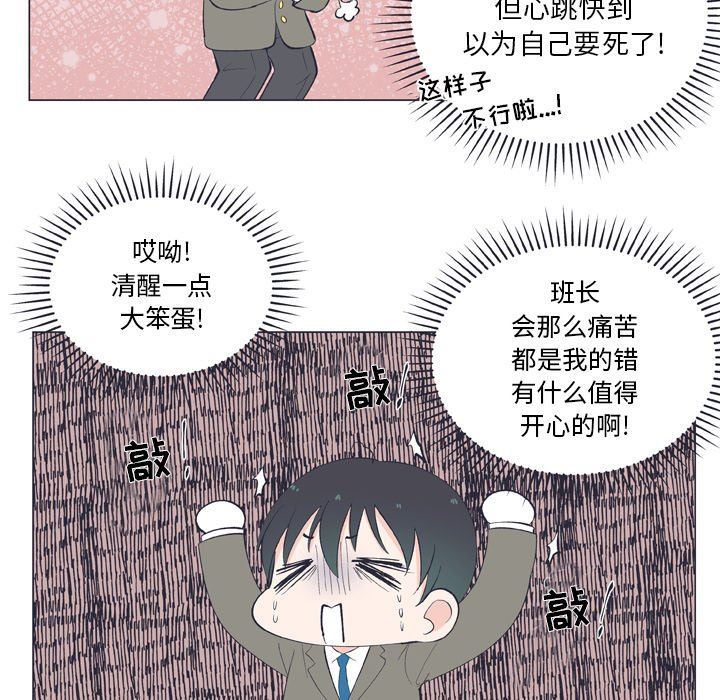 但心跳快到
以为自己要死了!
这样子
不行啦...!
哎呦!
清醒一点
大笨蛋!
班长
会那么痛苦
都是我的错
有什么值得
开心的啊!
敲!
敲!
敲!